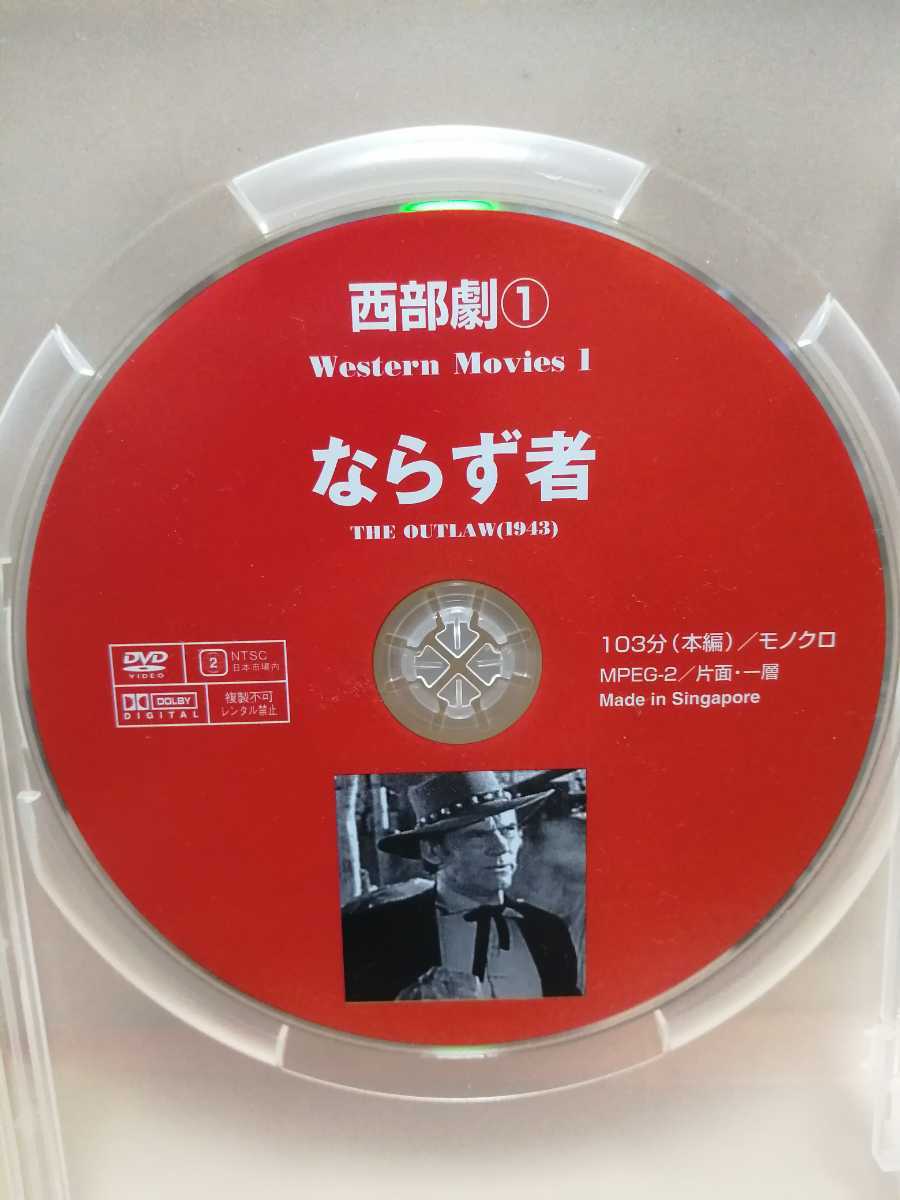 西部劇①
Western Movies 1
ならず者
THE OUTLAW(1943)
DVD
VIDEO
2 NTSC
日本市場内
DOLBY
DIGITAL
複製不可
レンタル禁止
103分(本編)/モノクロ
MPEG-2/片面・一層
Made in Singapore